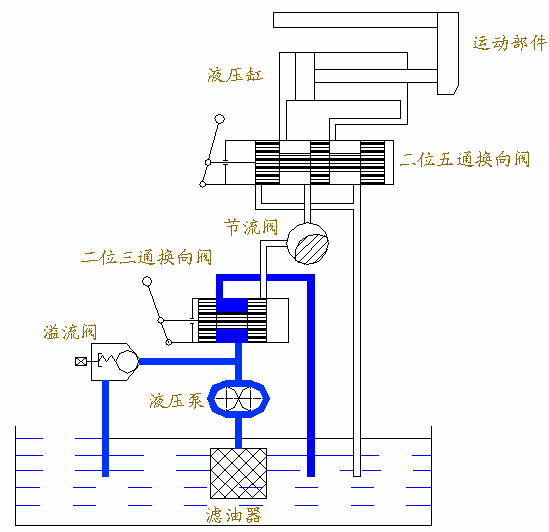 运动部件
液压缸
二位五通换向阀
节流阀
二位三通换向阀
溢流阀
液压泵
滤油器